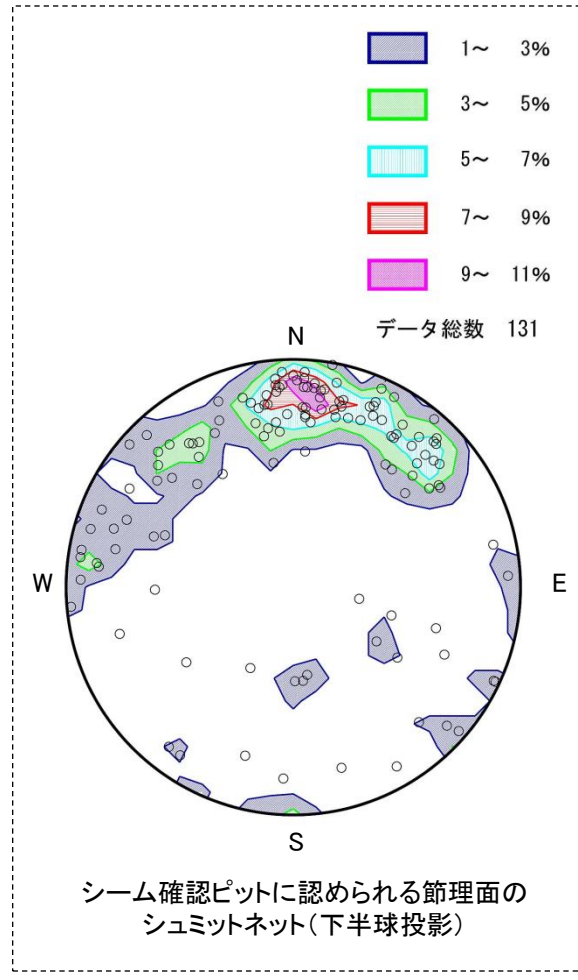 1～ 3%
3～ 5%
5～ 7%
7～ 9%
9～ 11%
データ総数 131
N
W
E
S
シーム確認ピットに認められる節理面の
シュミットネット(下半球投影)